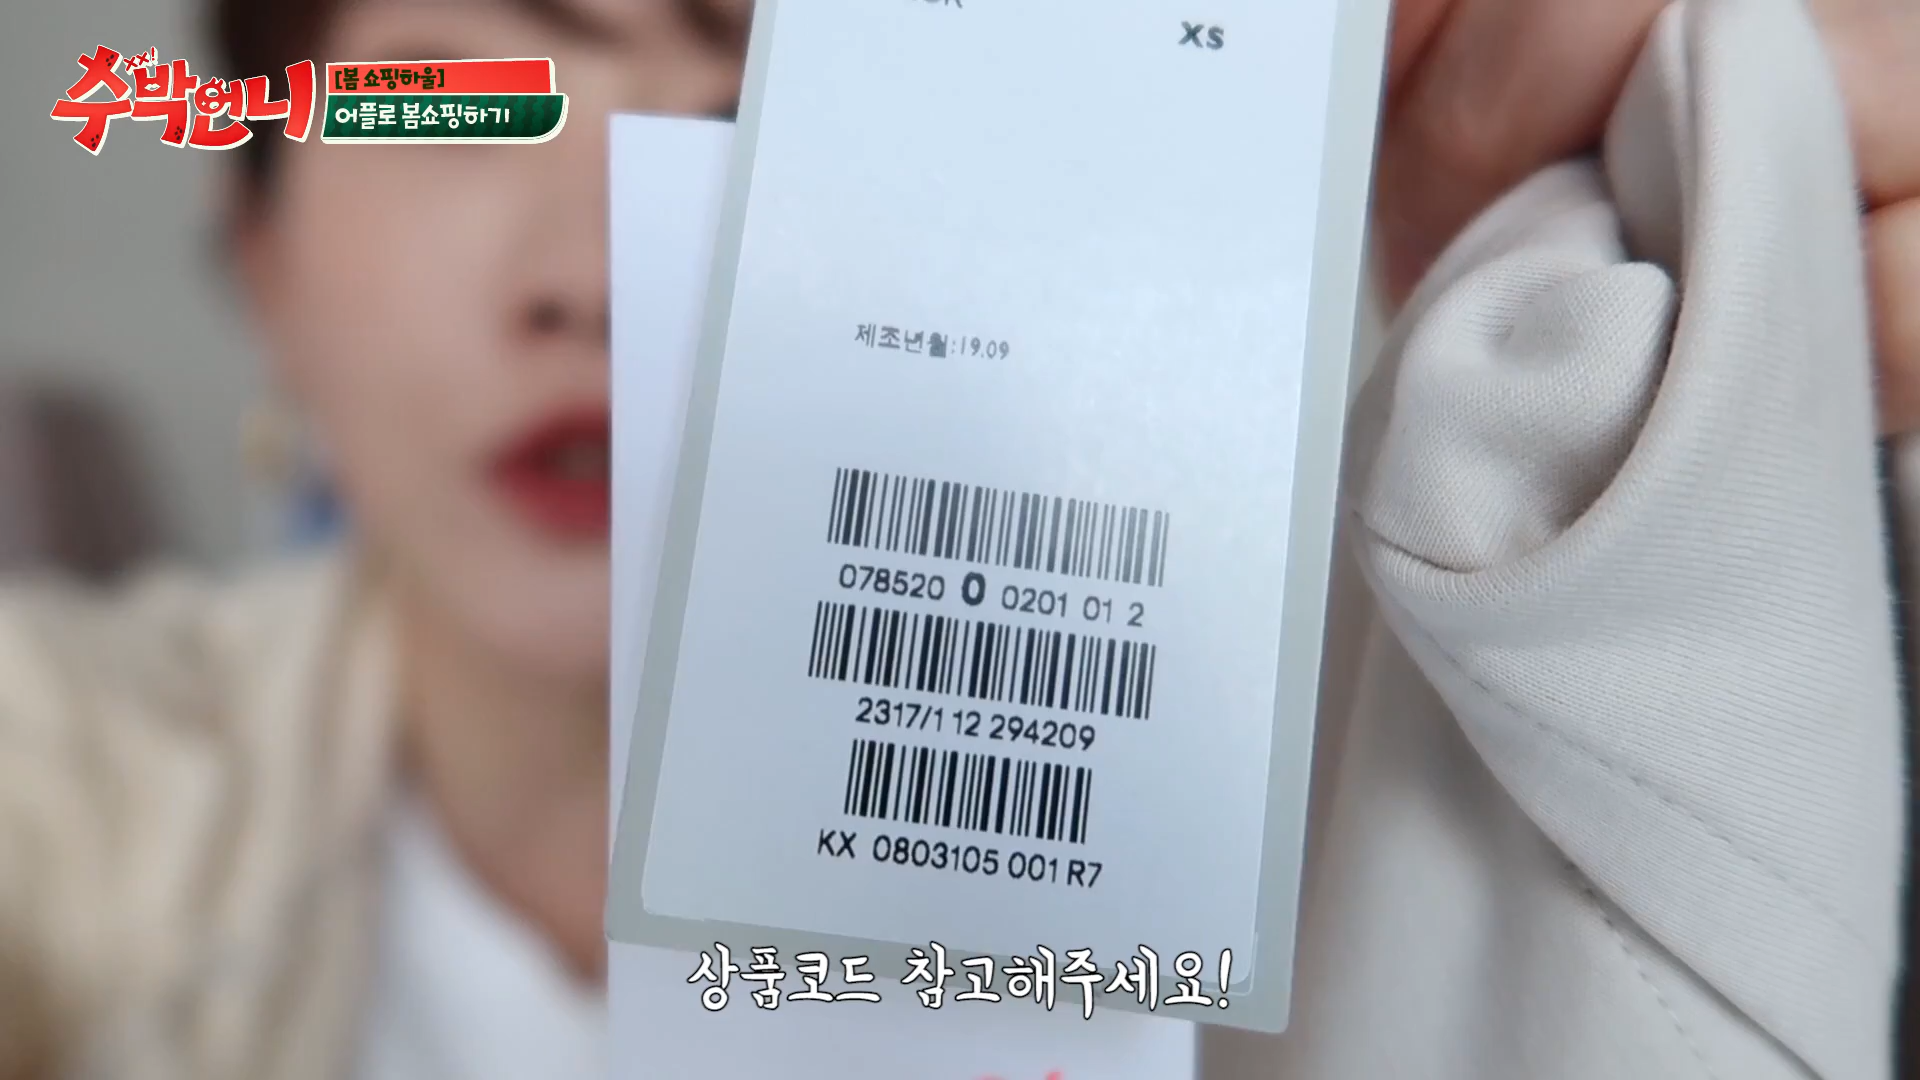 수박언니
xx!
[봄 쇼핑하울]
어플로 봄쇼핑하기
XS
제조년월:19.09
078520 0 0201 01 2
2317/1 12 294209
KX 0803105 001 R7
상품코드 참고해주세요!